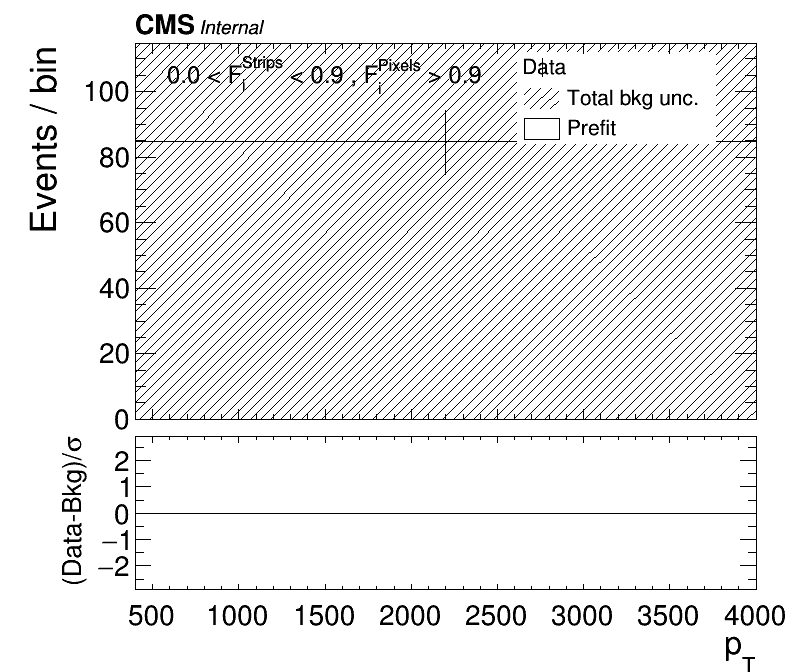 CMS Internal
Events / bin
0.0 < F_i^Strips < 0.9 , F_i^Pixels > 0.9
Data
Total bkg unc.
Prefit
100
80
60
40
20
0
(Data-Bkg)/σ
2
1
0
−1
−2
500 1000 1500 2000 2500 3000 3500 4000
p_T